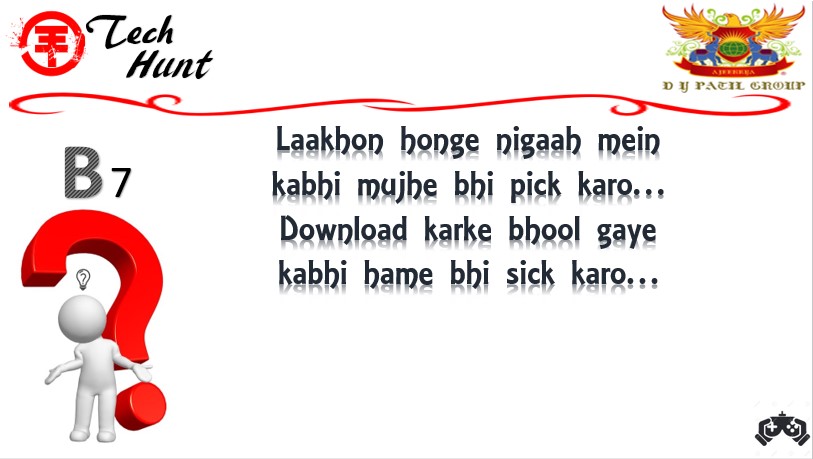 Tech
Hunt
AJEENKYA
D Y PATIL GROUP
B7
Laakhon honge nigaah mein
kabhi mujhe bhi pick karo...
Download karke bhool gaye
kabhi hame bhi sick karo...
?